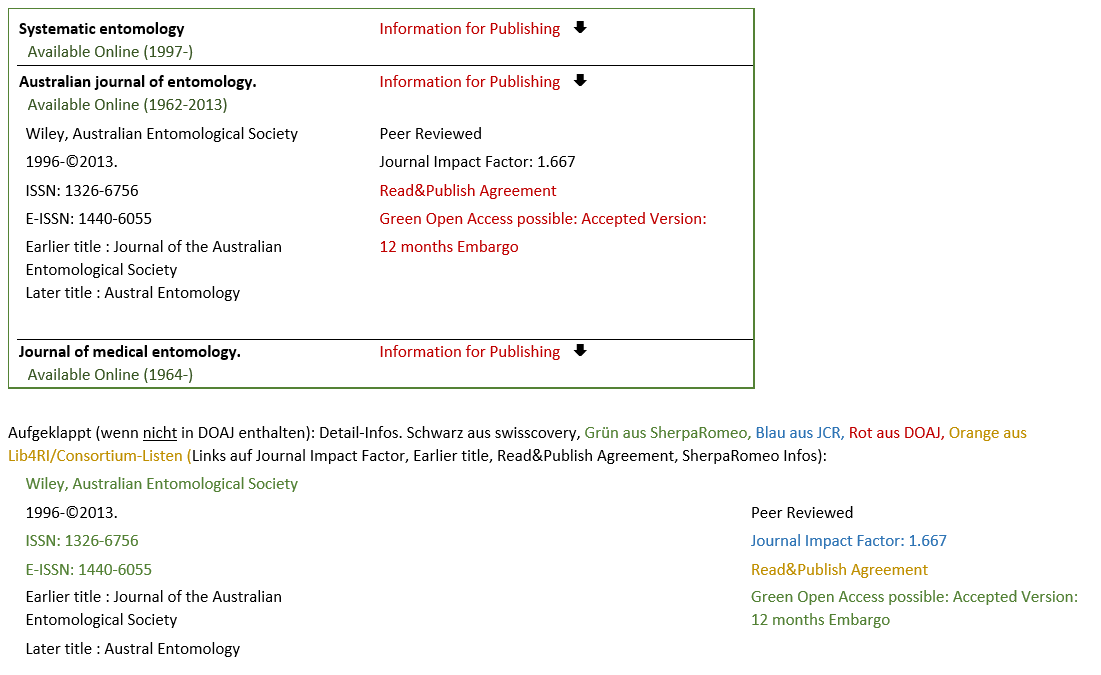 Systematic entomology Information for Publishing
Available Online (1997-)
Australian journal of entomology. Information for Publishing
Available Online (1962-2013)
Wiley, Australian Entomological Society Peer Reviewed
1996-©2013. Journal Impact Factor: 1.667
ISSN: 1326-6756 Read&Publish Agreement
E-ISSN: 1440-6055 Green Open Access possible: Accepted Version:
Earlier title : Journal of the Australian 12 months Embargo
Entomological Society
Later title : Austral Entomology
Journal of medical entomology. Information for Publishing
Available Online (1964-)
Aufgeklappt (wenn nicht in DOAJ enthalten): Detail-Infos. Schwarz aus swisscovery, Grün aus SherpaRomeo, Blau aus JCR, Rot aus DOAJ, Orange aus
Lib4RI/Consortium-Listen (Links auf Journal Impact Factor, Earlier title, Read&Publish Agreement, SherpaRomeo Infos):
Wiley, Australian Entomological Society
1996-©2013. Peer Reviewed
ISSN: 1326-6756 Journal Impact Factor: 1.667
E-ISSN: 1440-6055 Read&Publish Agreement
Earlier title : Journal of the Australian Green Open Access possible: Accepted Version:
Entomological Society 12 months Embargo
Later title : Austral Entomology